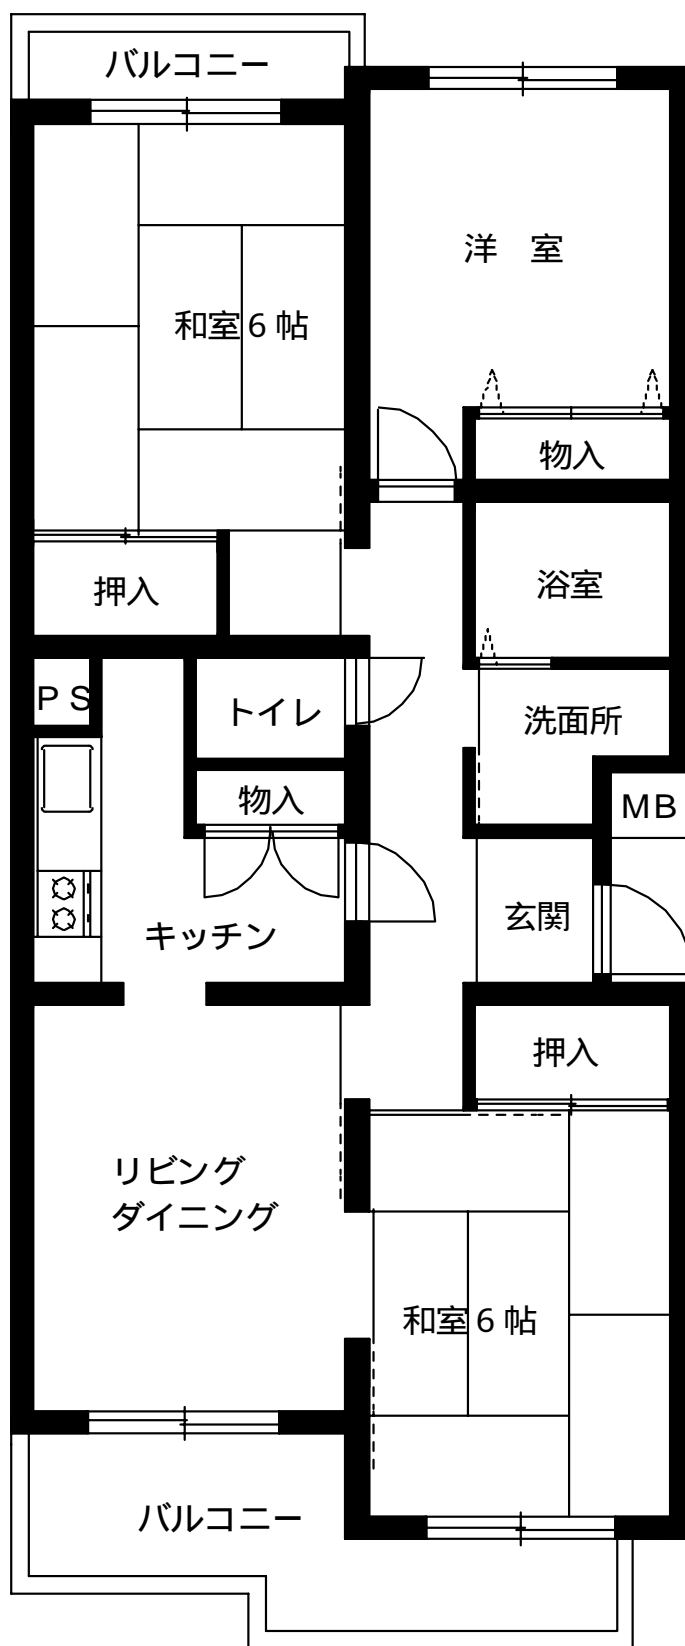 バルコニー
洋 室
和室6帖
物入
押入
浴室
PS
トイレ
洗面所
物入
MB
キッチン
玄関
押入
リビング
ダイニング
和室6帖
バルコニー